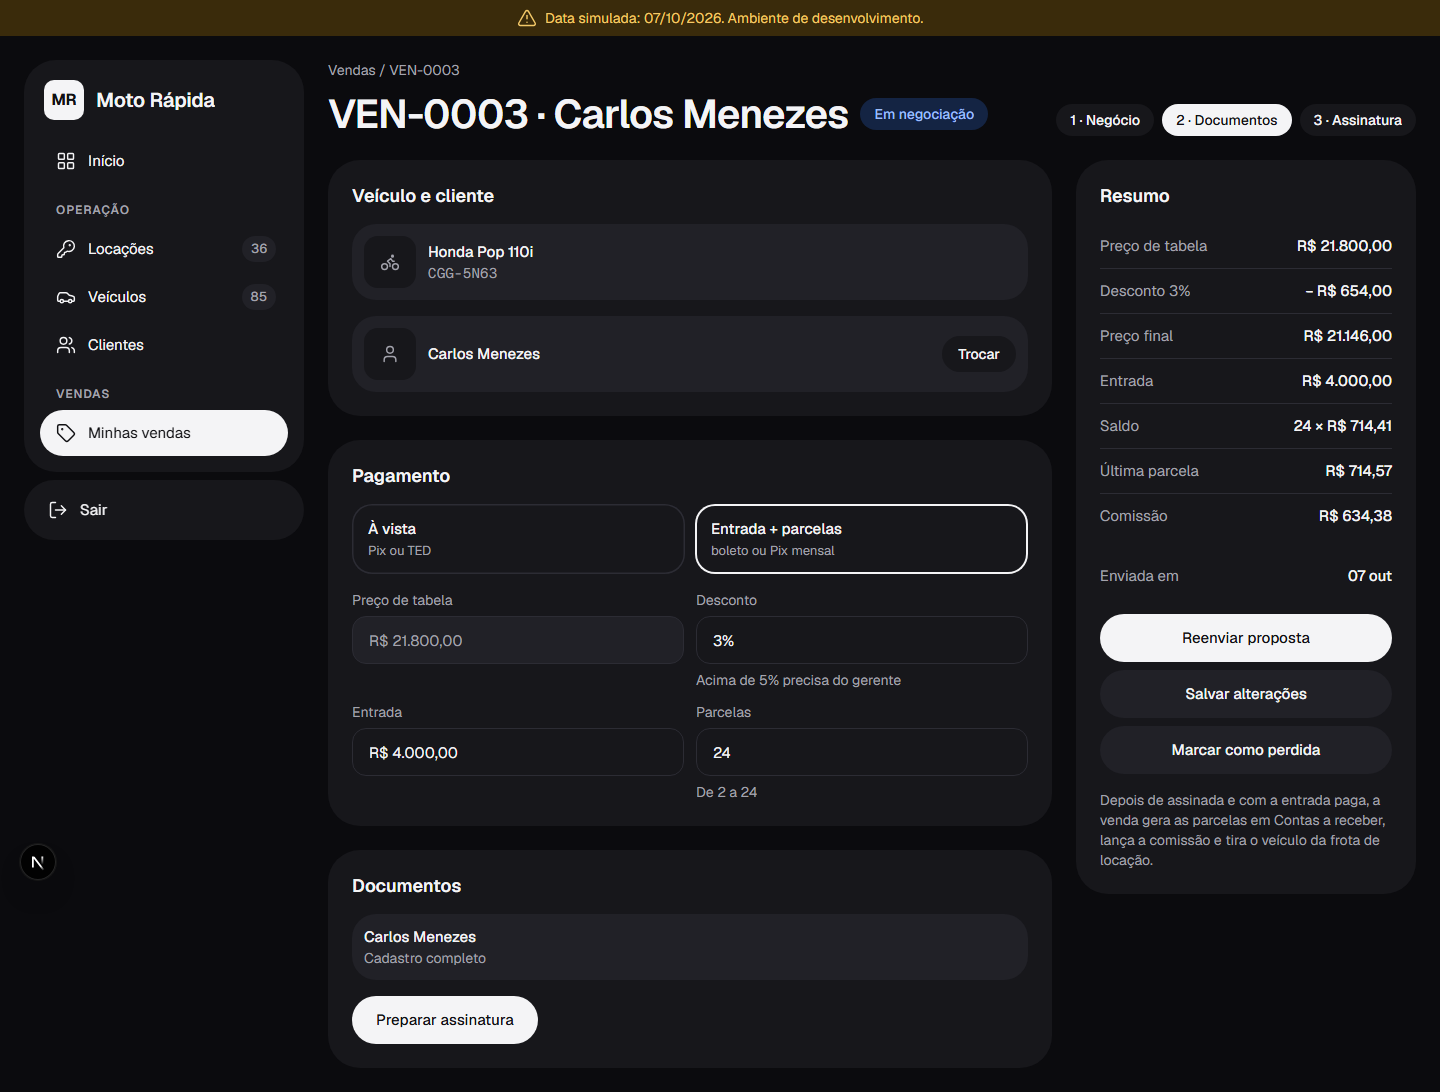 Data simulada: 07/10/2026. Ambiente de desenvolvimento.
MR
Moto Rápida
Início
OPERAÇÃO
Locações
36
Veículos
85
Clientes
VENDAS
Minhas vendas
Sair
N
Vendas / VEN-0003
VEN-0003 · Carlos Menezes
Em negociação
1 · Negócio
2 · Documentos
3 · Assinatura
Veículo e cliente
Honda Pop 110i
CGG-5N63
Carlos Menezes
Trocar
Pagamento
À vista
Pix ou TED
Entrada + parcelas
boleto ou Pix mensal
Preço de tabela
R$ 21.800,00
Desconto
3%
Acima de 5% precisa do gerente
Entrada
R$ 4.000,00
Parcelas
24
De 2 a 24
Documentos
Carlos Menezes
Cadastro completo
Preparar assinatura
Resumo
Preço de tabela R$ 21.800,00
Desconto 3% − R$ 654,00
Preço final R$ 21.146,00
Entrada R$ 4.000,00
Saldo 24 × R$ 714,41
Última parcela R$ 714,57
Comissão R$ 634,38
Enviada em 07 out
Reenviar proposta
Salvar alterações
Marcar como perdida
Depois de assinada e com a entrada paga, a
venda gera as parcelas em Contas a receber,
lança a comissão e tira o veículo da frota de
locação.